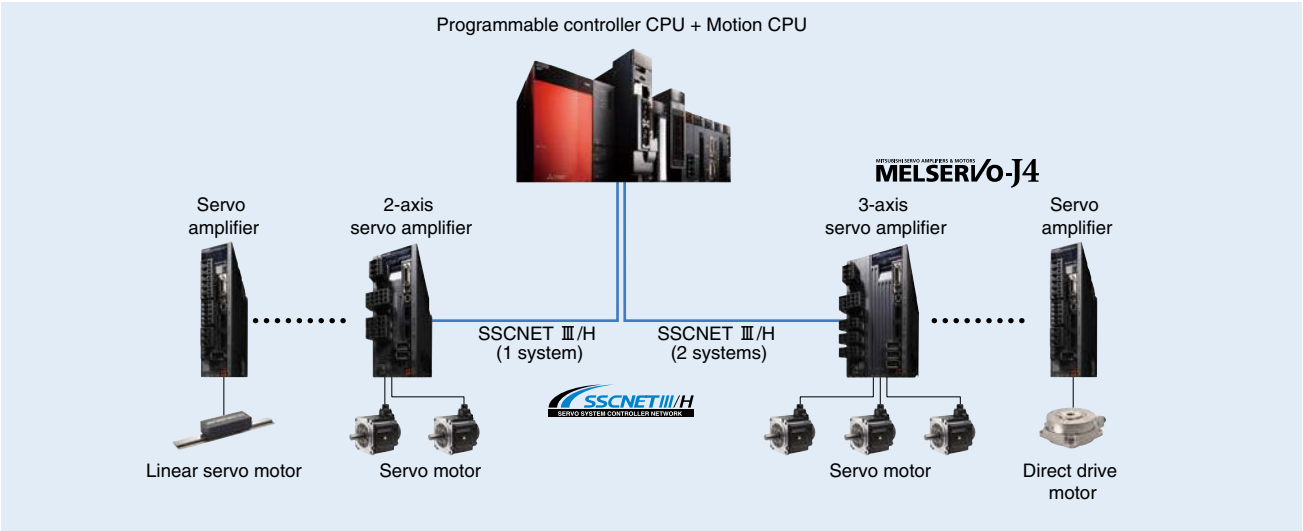 Programmable controller CPU + Motion CPU
MITSUBISHI SERVO AMPLIFIERS & MOTORS
MELSERVO-J4
Servo
amplifier
2-axis
servo amplifier
3-axis
servo amplifier
Servo
amplifier
SSCNET Ⅲ/H
(1 system)
SSCNET Ⅲ/H
(2 systems)
SSCNETIII/H
SERVO SYSTEM CONTROLLER NETWORK
Linear servo motor
Servo motor
Servo motor
Direct drive
motor